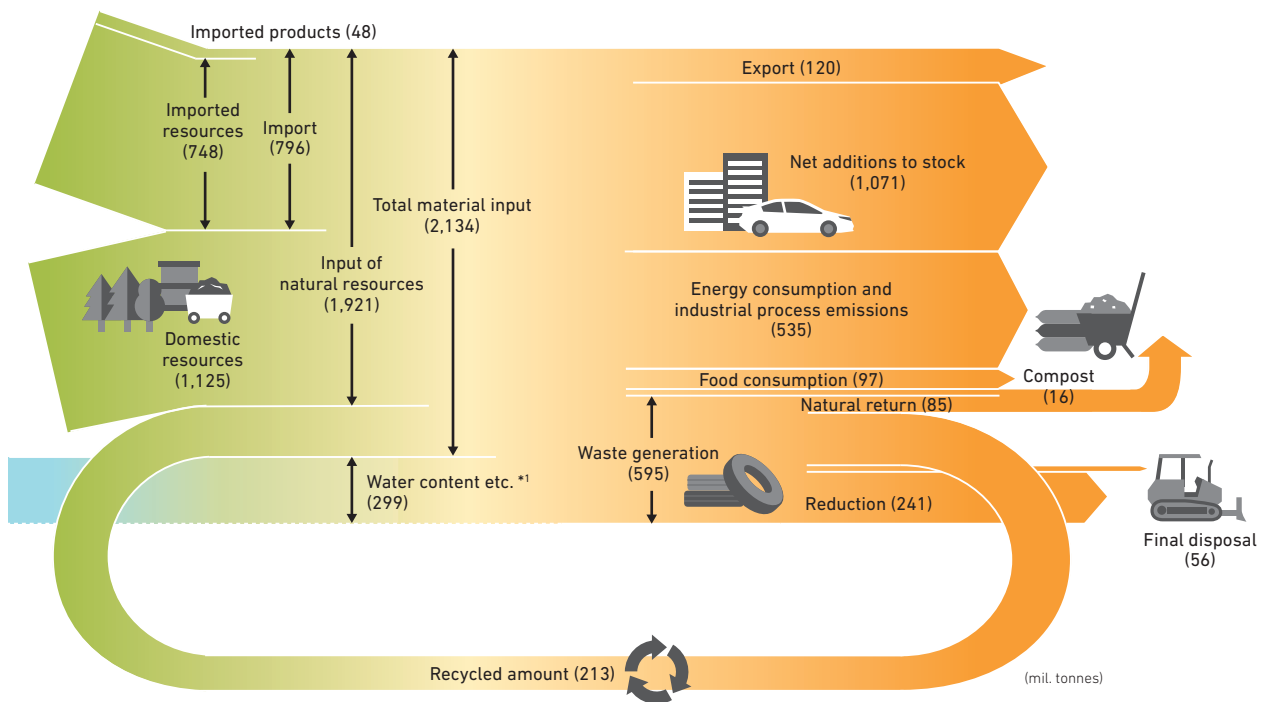 Imported products (48)
Imported
resources
(748)
Import
(796)
Total material input
(2,134)
Input of
natural resources
(1,921)
Domestic
resources
(1,125)
Water content etc. *1
(299)
Export (120)
Net additions to stock
(1,071)
Energy consumption and
industrial process emissions
(535)
Food consumption (97)
Compost
(16)
Natural return (85)
Waste generation
(595)
Reduction (241)
Final disposal
(56)
Recycled amount (213)
(mil. tonnes)